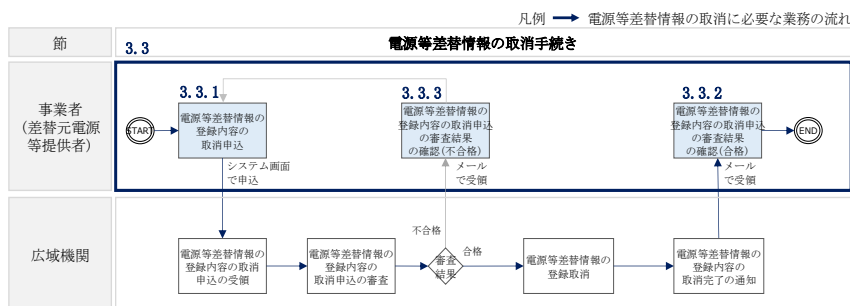 凡例 電源等差替情報の取消に必要な業務の流れ
節
3.3
電源等差替情報の取消手続き
事業者
(差替元電源
等提供者)
START
3.3.1
電源等差替情報の
登録内容の
取消申込
システム画面
で申込
3.3.3
電源等差替情報の
登録内容の取消申込
の審査結果
の確認(不合格)
メール
で受領
3.3.2
電源等差替情報の
登録内容の取消申込
の審査結果
の確認(合格)
メール
で受領
END
広域機関
電源等差替情報の
登録内容の取消
申込の受領
電源等差替情報の
登録内容の
取消申込の審査
不合格
審査
結果
合格
電源等差替情報の
登録取消
電源等差替情報の
登録内容の
取消完了の通知